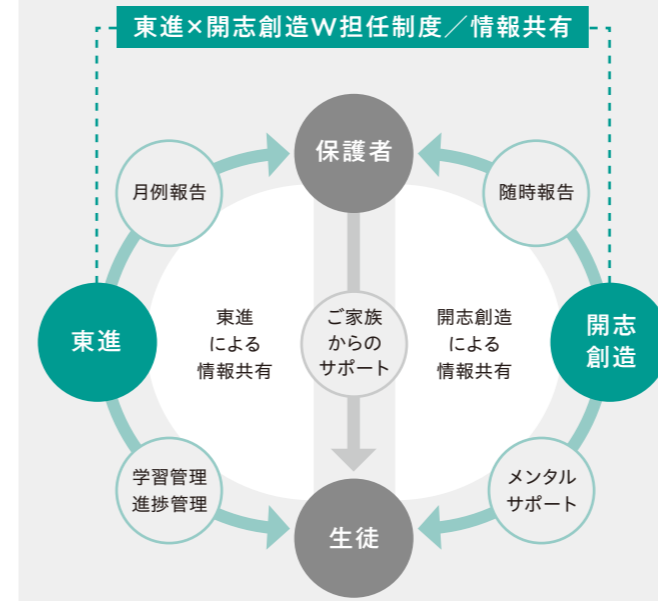 東進×開志創造W担任制度／情報共有
保護者
月例報告
随時報告
東進
東進
による
情報共有
ご家族
からの
サポート
開志創造
による
情報共有
開志
創造
学習管理
進捗管理
メンタル
サポート
生徒